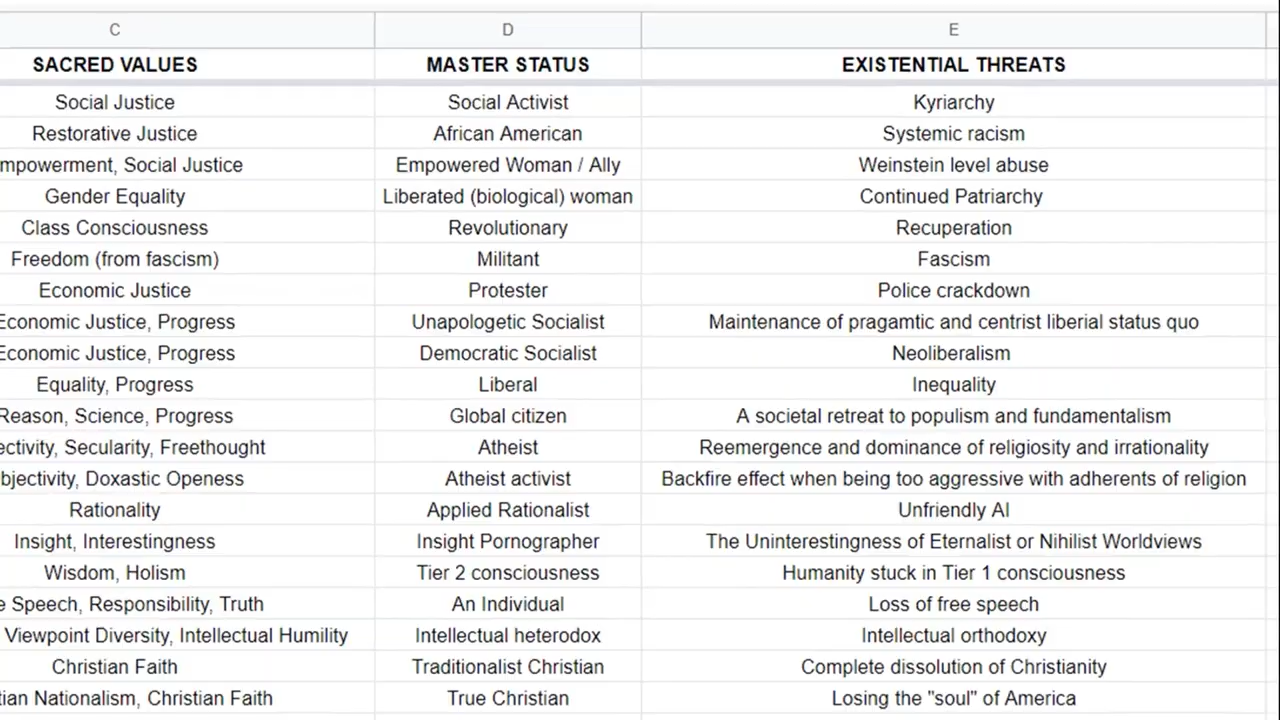 C D E
SACRED VALUES MASTER STATUS EXISTENTIAL THREATS
Social Justice Social Activist Kyriarchy
Restorative Justice African American Systemic racism
mpowerment, Social Justice Empowered Woman / Ally Weinstein level abuse
Gender Equality Liberated (biological) woman Continued Patriarchy
Class Consciousness Revolutionary Recuperation
Freedom (from fascism) Militant Fascism
Economic Justice Protester Police crackdown
Economic Justice, Progress Unapologetic Socialist Maintenance of pragamtic and centrist liberial status quo
Economic Justice, Progress Democratic Socialist Neoliberalism
Equality, Progress Liberal Inequality
Reason, Science, Progress Global citizen A societal retreat to populism and fundamentalism
ectivity, Secularity, Freethought Atheist Reemergence and dominance of religiosity and irrationality
bjectivity, Doxastic Openess Atheist activist Backfire effect when being too aggressive with adherents of religion
Rationality Applied Rationalist Unfriendly AI
Insight, Interestingness Insight Pornographer The Uninterestingness of Eternalist or Nihilist Worldviews
Wisdom, Holism Tier 2 consciousness Humanity stuck in Tier 1 consciousness
e Speech, Responsibility, Truth An Individual Loss of free speech
Viewpoint Diversity, Intellectual Humility Intellectual heterodox Intellectual orthodoxy
Christian Faith Traditionalist Christian Complete dissolution of Christianity
tian Nationalism, Christian Faith True Christian Losing the "soul" of America